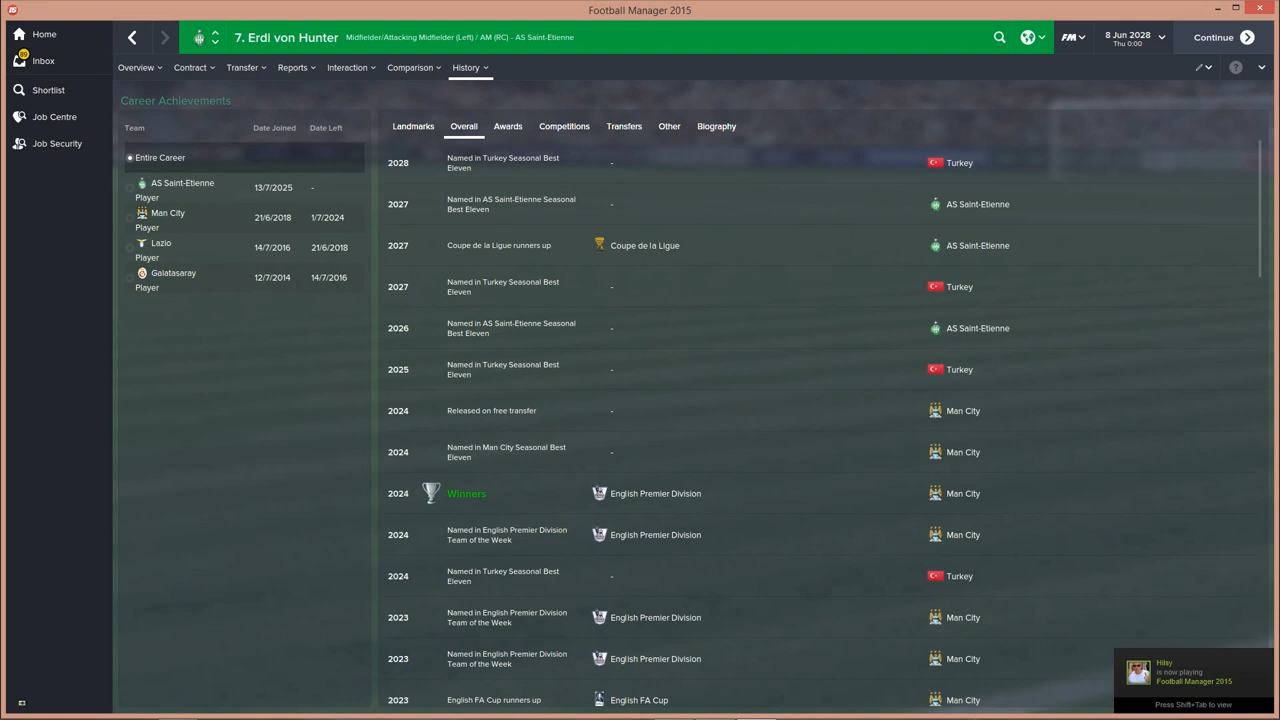 Football Manager 2015
Home
89
Inbox
Shortlist
Job Centre
Job Security
7. Erdl von Hunter
Midfielder/Attacking Midfielder (Left) / AM (RC) - AS Saint-Etienne
FM
8 Jun 2028
Thu 0:00
Continue
Overview
Contract
Transfer
Reports
Interaction
Comparison
History
?
Career Achievements
Team Date Joined Date Left
Entire Career
AS Saint-Etienne
Player
13/7/2025 -
Man City
Player
21/6/2018 1/7/2024
Lazio
Player
14/7/2016 21/6/2018
Galatasaray
Player
12/7/2014 14/7/2016
Landmarks Overall Awards Competitions Transfers Other Biography
2028 Named in Turkey Seasonal Best
Eleven
- Turkey
2027 Named in AS Saint-Etienne Seasonal
Best Eleven
- AS Saint-Etienne
2027 Coupe de la Ligue runners up Coupe de la Ligue AS Saint-Etienne
2027 Named in Turkey Seasonal Best
Eleven
- Turkey
2026 Named in AS Saint-Etienne Seasonal
Best Eleven
- AS Saint-Etienne
2025 Named in Turkey Seasonal Best
Eleven
- Turkey
2024 Released on free transfer - Man City
2024 Named in Man City Seasonal Best
Eleven
- Man City
2024 Winners English Premier Division Man City
2024 Named in English Premier Division
Team of the Week
English Premier Division Man City
2024 Named in Turkey Seasonal Best
Eleven
- Turkey
2023 Named in English Premier Division
Team of the Week
English Premier Division Man City
2023 Named in English Premier Division
Team of the Week
English Premier Division Man City
2023 English FA Cup runners up English FA Cup Man City
Hilsy
is now playing
Football Manager 2015
Press Shift+Tab to view